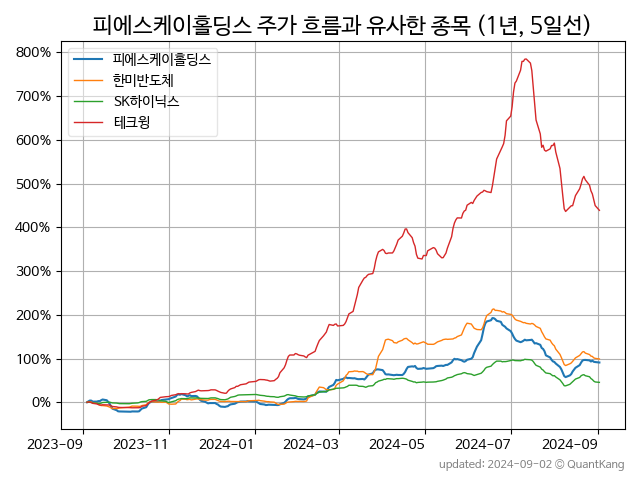 피에스케이홀딩스 주가 흐름과 유사한 종목 (1년, 5일선)
피에스케이홀딩스
한미반도체
SK하이닉스
테크윙
800%
700%
600%
500%
400%
300%
200%
100%
0%
2023-09 2023-11 2024-01 2024-03 2024-05 2024-07 2024-09
updated: 2024-09-02 © QuantKang